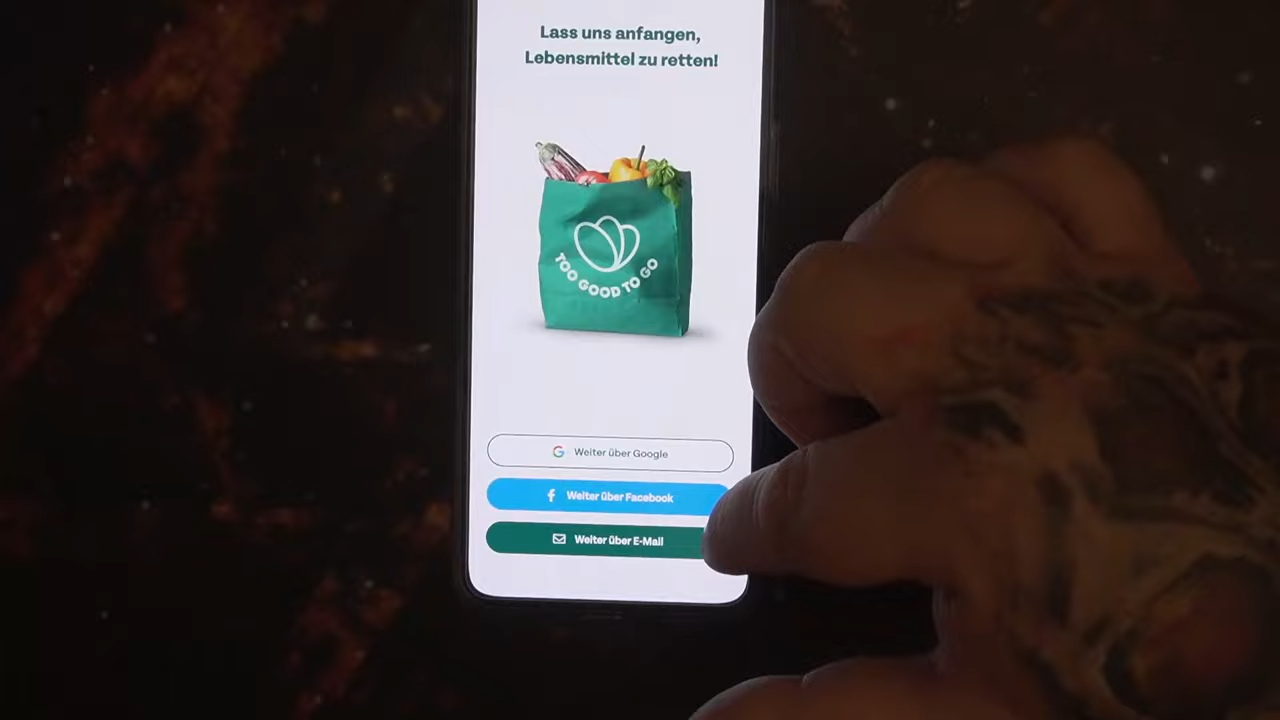 Lass uns anfangen,
Lebensmittel zu retten!
TOO GOOD TO GO
Weiter über Google
Weiter über Facebook
Weiter über E-Mail